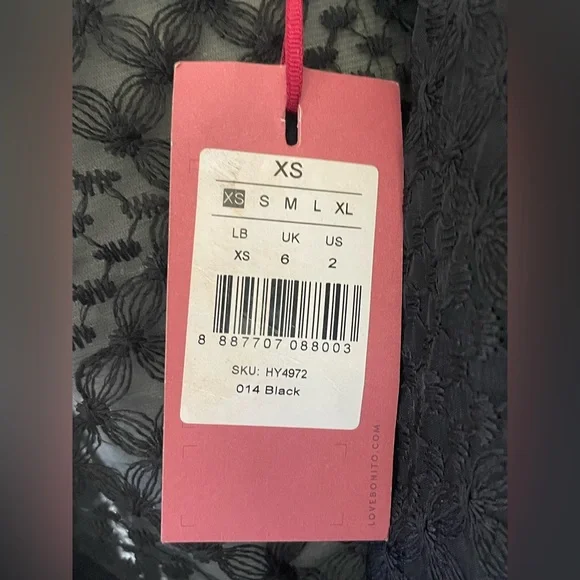 XS
XS S M L XL
LB UK US
XS 6 2
8 887707 088003
SKU: HY4972
014 Black
LOVEBONITO.COM